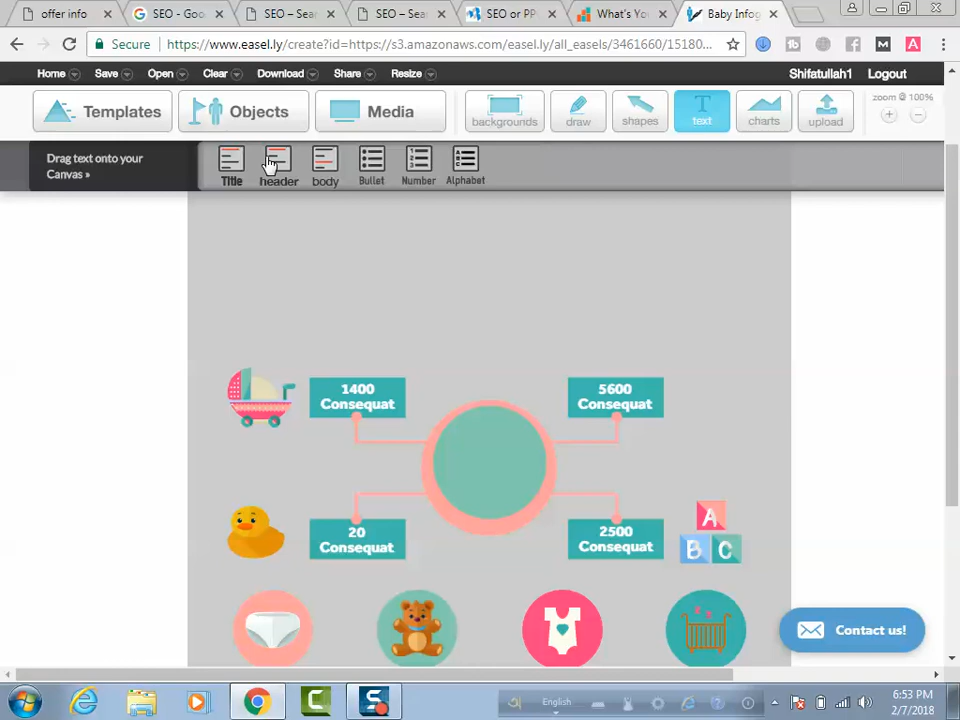 offer info
SEO - Goo
SEO – Sear
SEO – Sear
SEO or PP
What's Yo
Baby Infog
Secure
https://www.easel.ly/create?id=https://s3.amazonaws.com/easel.ly/all_easels/3461660/15180...
Home
Save
Open
Clear
Download
Share
Resize
Shifatullah1
Logout
Templates
Objects
Media
backgrounds
draw
shapes
T
text
charts
upload
zoom @ 100%
Drag text onto your
Canvas »
Title
header
body
Bullet
Number
Alphabet
1400
Consequat
5600
Consequat
20
Consequat
2500
Consequat
A
B C
Contact us!
English
6:53 PM
2/7/2018